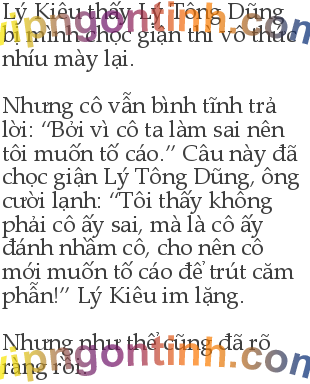 Lý Kiêu thấy Lý Tông Dũng
bị mình chọc giận thì vô thức
nhíu mày lại.
Nhưng cô vẫn bình tĩnh trả
lời: “Bởi vì cô ta làm sai nên
tôi muốn tố cáo.” Câu này đã
chọc giận Lý Tông Dũng, ông
cười lạnh: “Tôi thấy không
phải cô ấy sai, mà là cô ấy
đánh nhầm cô, cho nên cô
mới muốn tố cáo để trút căm
phẫn!” Lý Kiêu im lặng.
Nhưng như thế cũng đã rõ
ràng rồi.
vipngontinh.com
vipngontinh.com